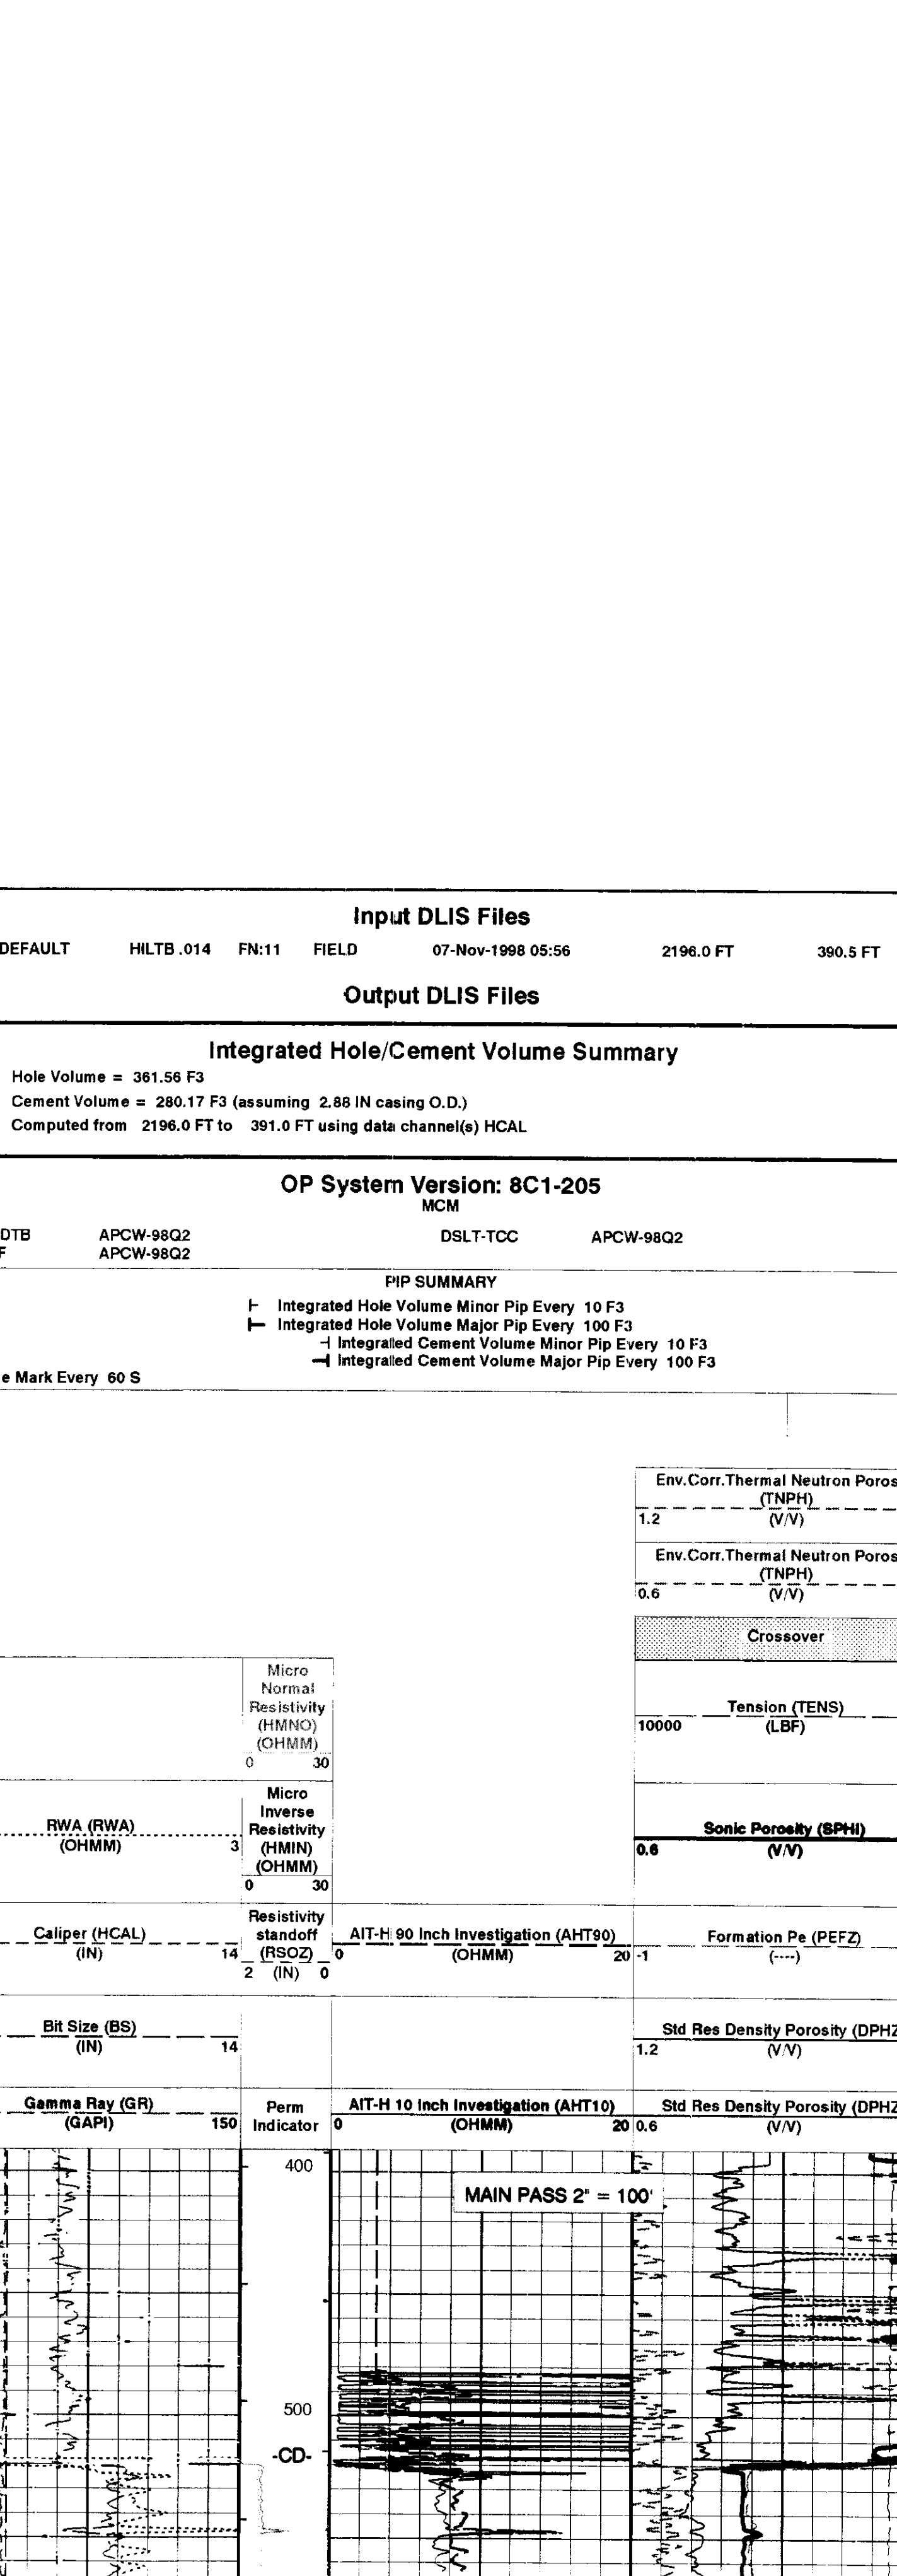 Input DLIS Files
DEFAULT HILTB .014 FN:11 FIELD 07-Nov-1998 05:56 2196.0 FT 390.5 FT
Output DLIS Files
Integrated Hole/Cement Volume Summary
Hole Volume = 361.56 F3
Cement Volume = 280.17 F3 (assuming 2.88 IN casing O.D.)
Computed from 2196.0 FT to 391.0 FT using data channel(s) HCAL
OP System Version: 8C1-205
MCM
DTB APCW-98Q2 DSLT-TCC APCW-98Q2
F APCW-98Q2
PIP SUMMARY
Integrated Hole Volume Minor Pip Every 10 F3
Integrated Hole Volume Major Pip Every 100 F3
Integrated Cement Volume Minor Pip Every 10 F3
Integrated Cement Volume Major Pip Every 100 F3
e Mark Every 60 S
Env.Corr.Thermal Neutron Poros
(TNPH)
1.2 (V/V)
Env.Corr.Thermal Neutron Poros
(TNPH)
0.6 (V/V)
Crossover
Micro
Normal
Resistivity
(HMNO)
(OHMM)
0 30
Tension (TENS)
10000 (LBF)
RWA (RWA)
(OHMM) 3
Micro
Inverse
Resistivity
(HMIN)
(OHMM)
0 30
Sonic Porosity (SPHI)
0.6 (V/V)
Caliper (HCAL)
(IN) 14
Resistivity
standoff
(RSOZ)
2 (IN) 0
AIT-H 90 Inch Investigation (AHT90)
0 (OHMM) 20
Formation Pe (PEFZ)
-1 (----)
Bit Size (BS)
(IN) 14
Std Res Density Porosity (DPHZ
1.2 (V/V)
Gamma Ray (GR)
(GAPI) 150
Perm
Indicator
AIT-H 10 Inch Investigation (AHT10)
0 (OHMM) 20
Std Res Density Porosity (DPHZ
0.6 (V/V)
400
MAIN PASS 2" = 100'
500
-CD-